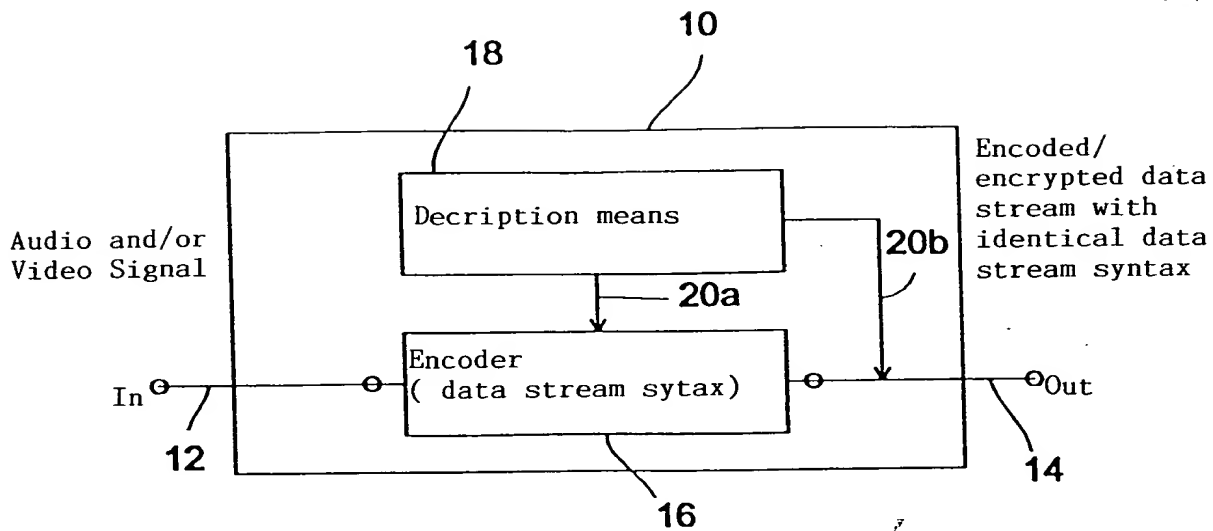 10
18
Decription means
Encoded/
encrypted data
stream with
identical data
stream syntax
Audio and/or
Video Signal
20b
20a
Encoder
( data stream sytax)
In
Out
12
14
16